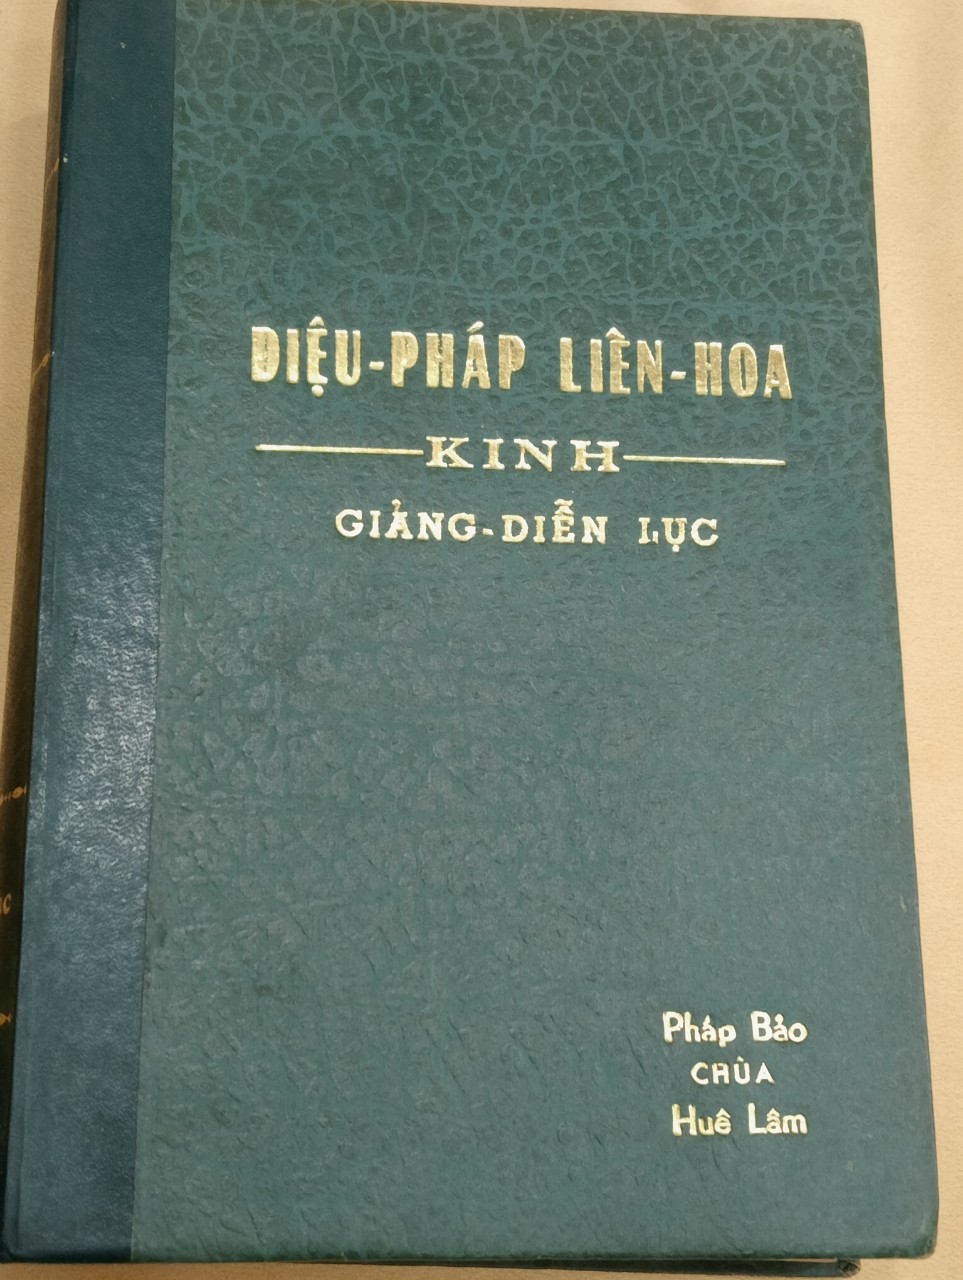 DIỆU-PHÁP LIÊN-HOA
KINH
GIẢNG-DIỄN LỤC
Pháp Bảo
CHÙA
Huê Lâm